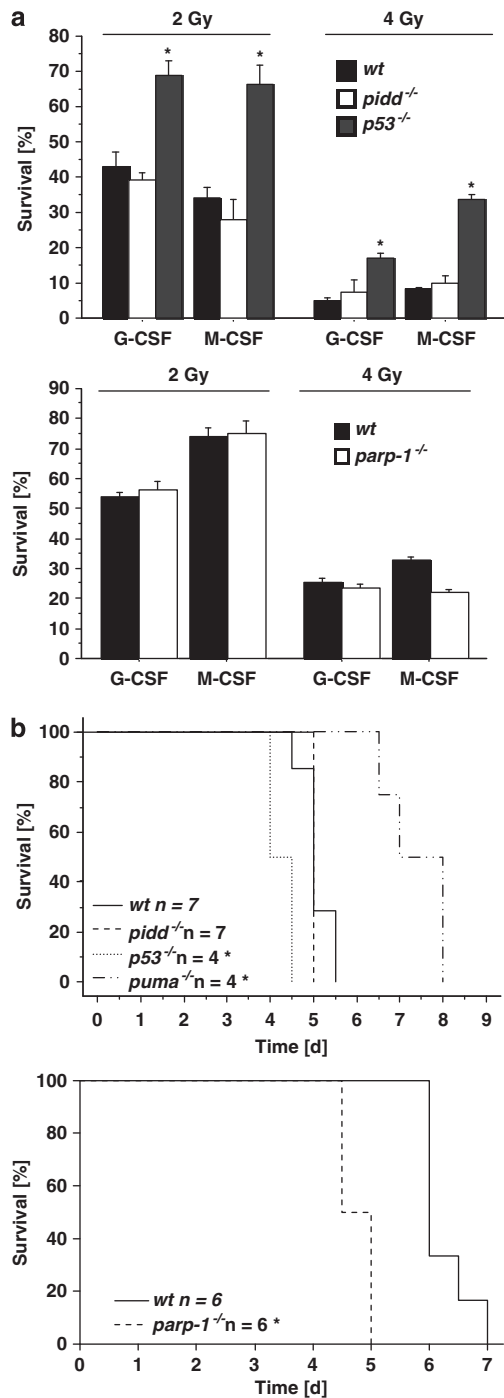 a
2 Gy
4 Gy
Survival [%]
80
70
60
50
40
30
20
10
0
*
*
*
*
wt
pidd-/-
p53-/-
G-CSF
M-CSF
G-CSF
M-CSF
2 Gy
4 Gy
Survival [%]
90
80
70
60
50
40
30
20
10
0
wt
parp-1-/-
G-CSF
M-CSF
G-CSF
M-CSF
b
Survival [%]
100
80
60
40
20
0
wt n = 7
pidd-/- n = 7
p53-/- n = 4 *
puma-/- n = 4 *
0 1 2 3 4 5 6 7 8 9
Time [d]
Survival [%]
100
80
60
40
20
0
wt n = 6
parp-1-/- n = 6 *
0 1 2 3 4 5 6 7
Time [d]